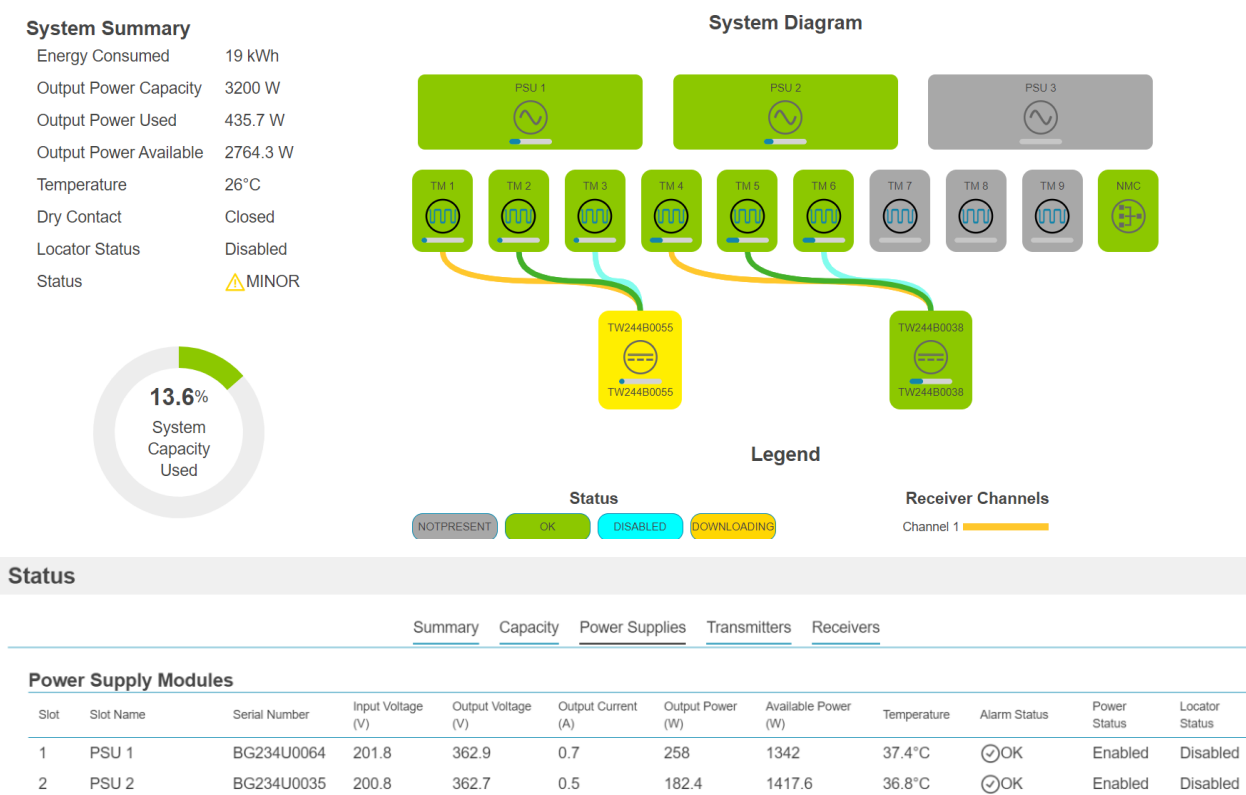 System Summary
Energy Consumed 19 kWh
Output Power Capacity 3200 W
Output Power Used 435.7 W
Output Power Available 2764.3 W
Temperature 26°C
Dry Contact Closed
Locator Status Disabled
Status MINOR
13.6%
System
Capacity
Used
System Diagram
PSU 1 PSU 2 PSU 3
TM 1 TM 2 TM 3 TM 4 TM 5 TM 6 TM 7 TM 8 TM 9 NMC
TW244B0055 TW244B0038
TW244B0055 TW244B0038
Legend
Status Receiver Channels
NOTPRESENT OK DISABLED DOWNLOADING Channel 1
Status
Summary Capacity Power Supplies Transmitters Receivers
Power Supply Modules
Slot Slot Name Serial Number Input Voltage (V) Output Voltage (V) Output Current (A) Output Power (W) Available Power (W) Temperature Alarm Status Power Status Locator Status
1 PSU 1 BG234U0064 201.8 362.9 0.7 258 1342 37.4°C OK Enabled Disabled
2 PSU 2 BG234U0035 200.8 362.7 0.5 182.4 1417.6 36.8°C OK Enabled Disabled